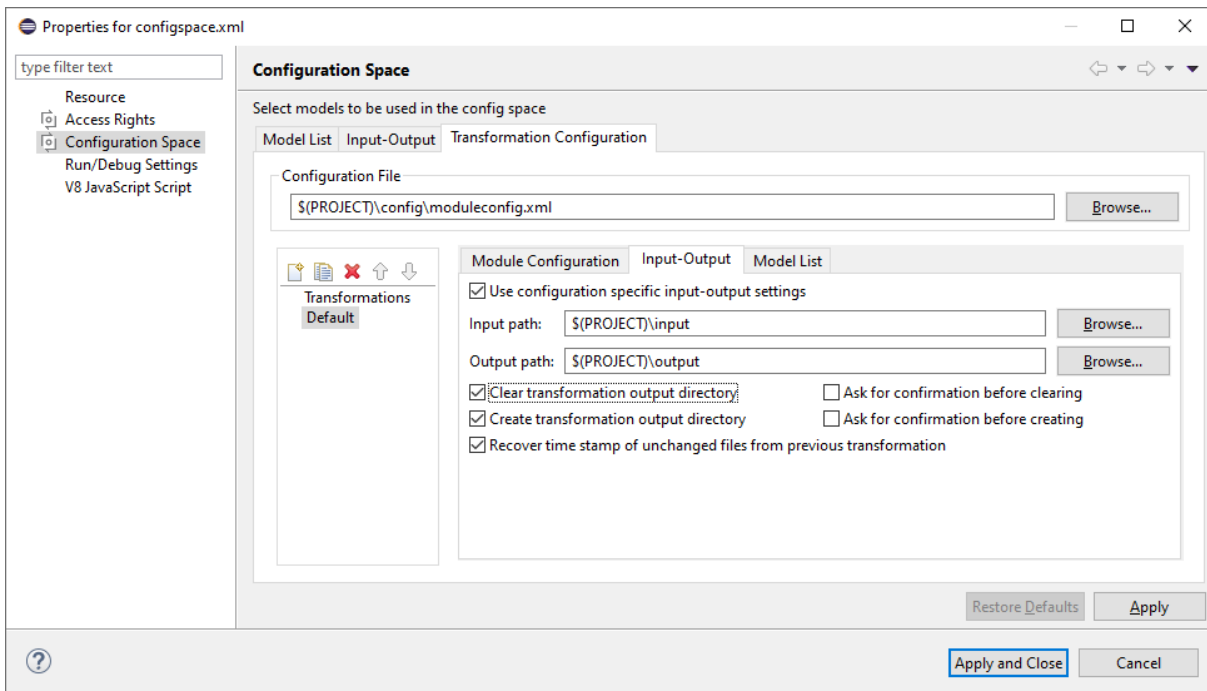 Properties for configspace.xml
type filter text
Resource
Access Rights
Configuration Space
Run/Debug Settings
V8 JavaScript Script
Configuration Space
Select models to be used in the config space
Model List Input-Output Transformation Configuration
Configuration File
$(PROJECT)\config\moduleconfig.xml Browse...
Transformations
Default
Module Configuration Input-Output Model List
Use configuration specific input-output settings
Input path: $(PROJECT)\input Browse...
Output path: $(PROJECT)\output Browse...
Clear transformation output directory Ask for confirmation before clearing
Create transformation output directory Ask for confirmation before creating
Recover time stamp of unchanged files from previous transformation
Restore Defaults Apply
? Apply and Close Cancel